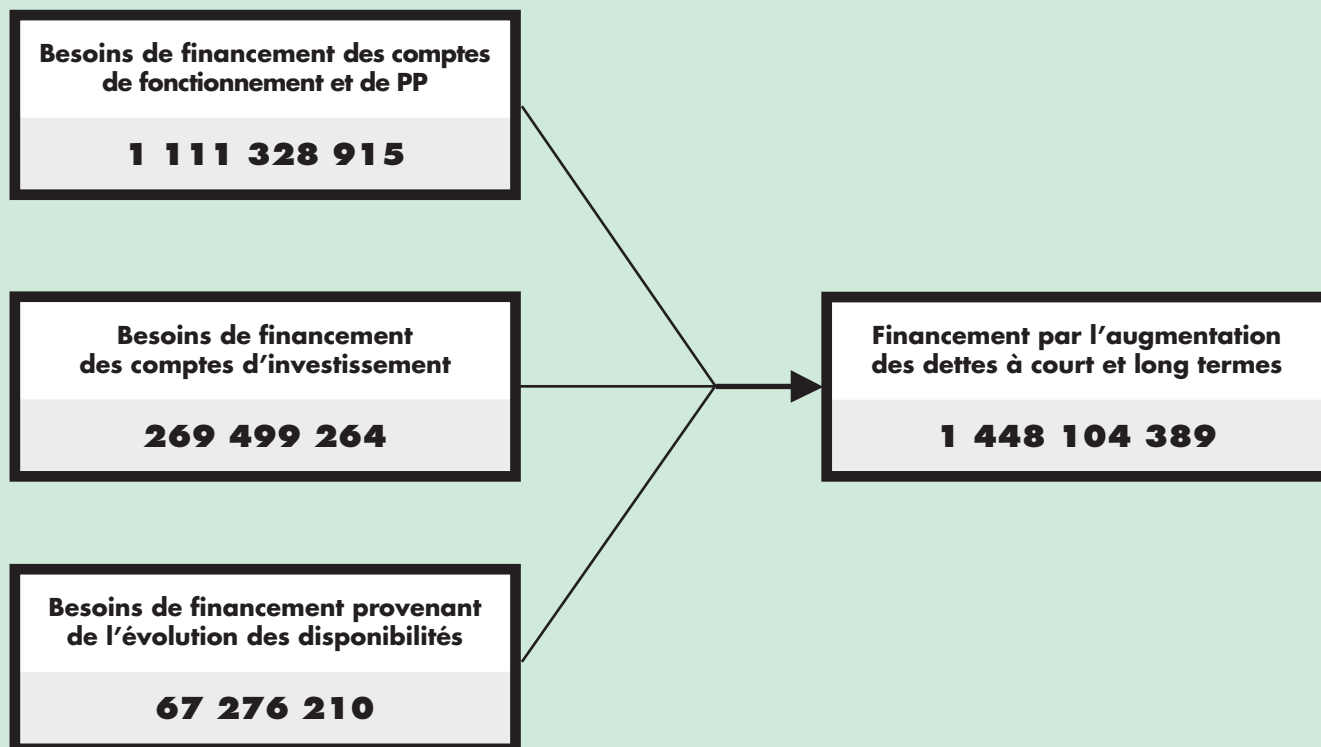 Besoins de financement des comptes
de fonctionnement et de PP
1 111 328 915
Besoins de financement
des comptes d’investissement
269 499 264
Financement par l’augmentation
des dettes à court et long termes
1 448 104 389
Besoins de financement provenant
de l’évolution des disponibilités
67 276 210